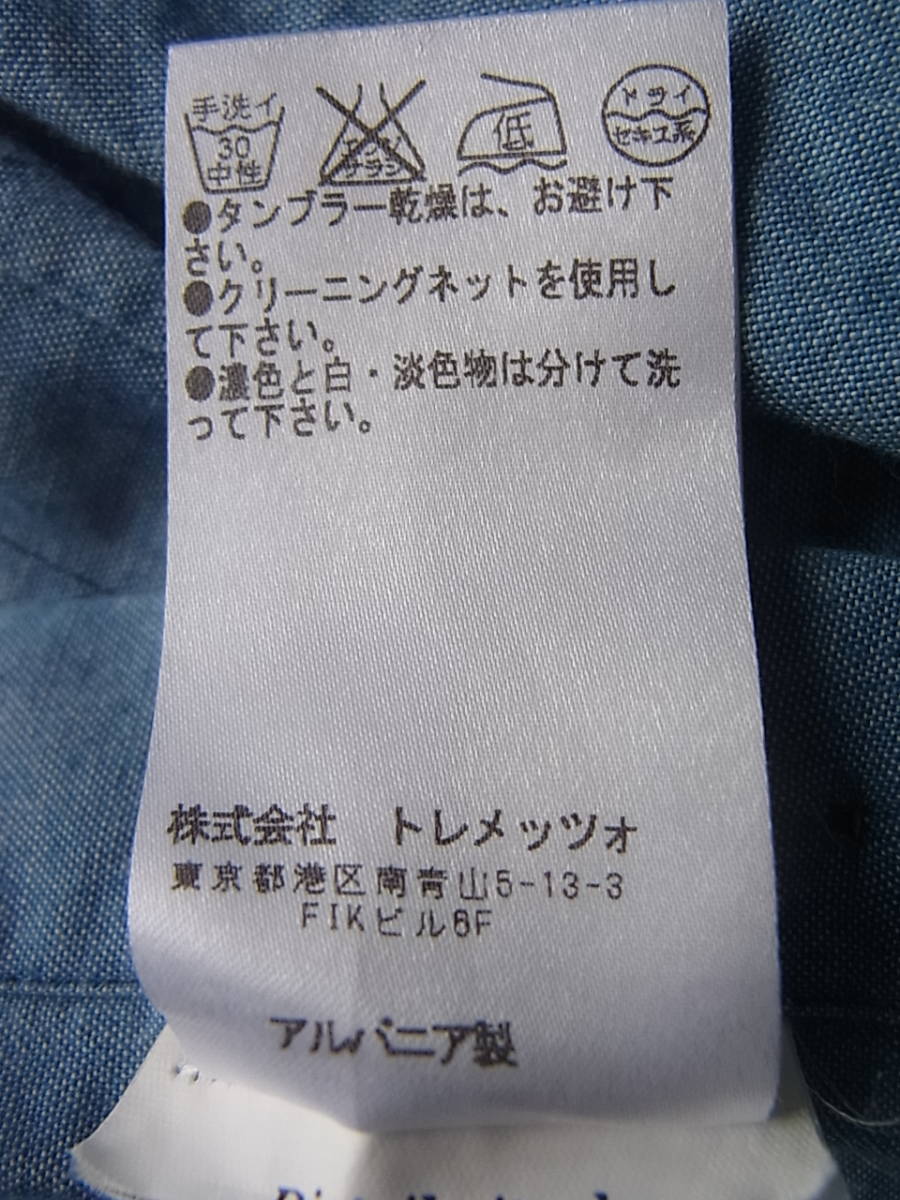 手洗イ
30
中性
エンソ
サラシ
低
ドライ
セキユ系
●タンブラー乾燥は、お避け下
さい。
●クリーニングネットを使用し
て下さい。
●濃色と白・淡色物は分けて洗
って下さい。
株式会社 トレメッツォ
東京都港区南青山5-13-3
FIKビル6F
アルバニア製